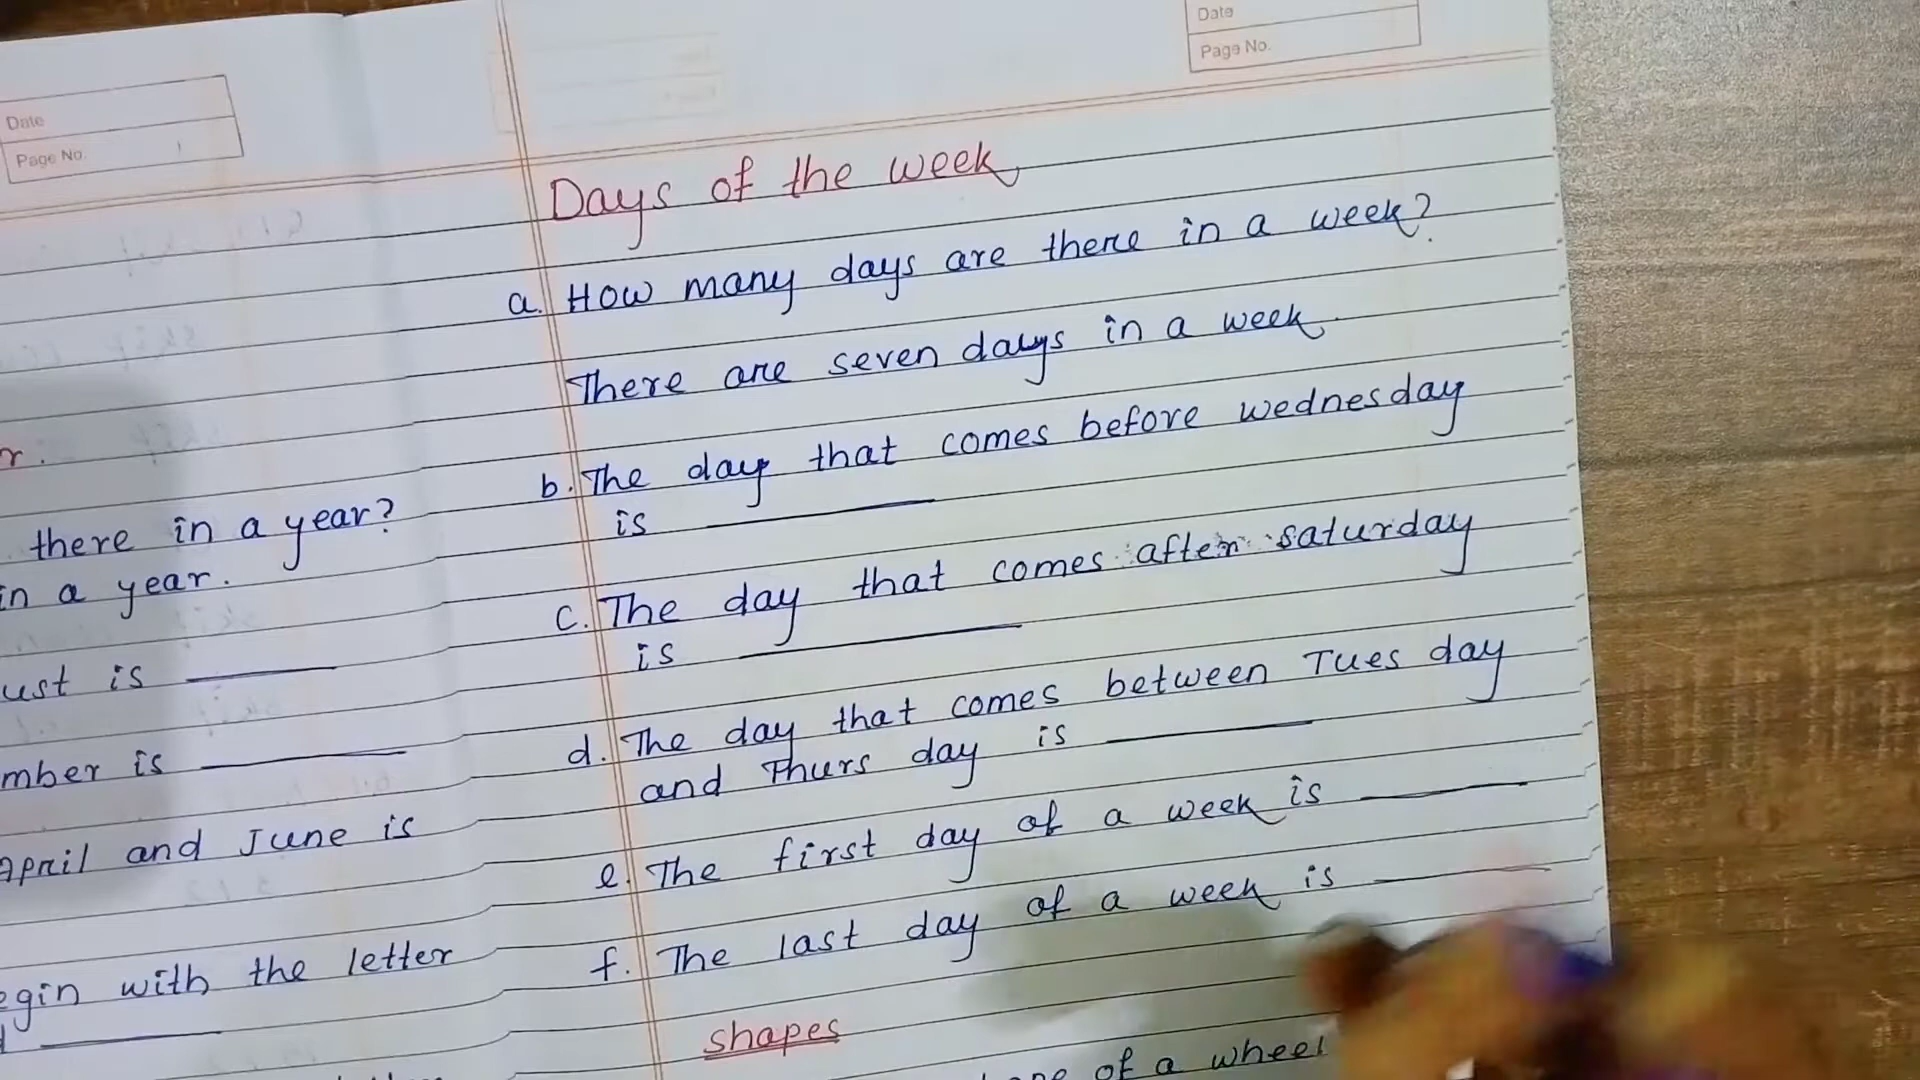 Date
Page No.
r.
there in a year?
in a year.
ust is
mber is
April and June is
egin with the letter
Date
Page No.
Days of the week
a. How many days are there in a week?
There are seven days in a week.
b. The day that comes before wednesday
is
c. The day that comes after saturday
is
d. The day that comes between Tues day
and Thurs day is
e. The first day of a week is
f. The last day of a week is
shapes
of a wheel